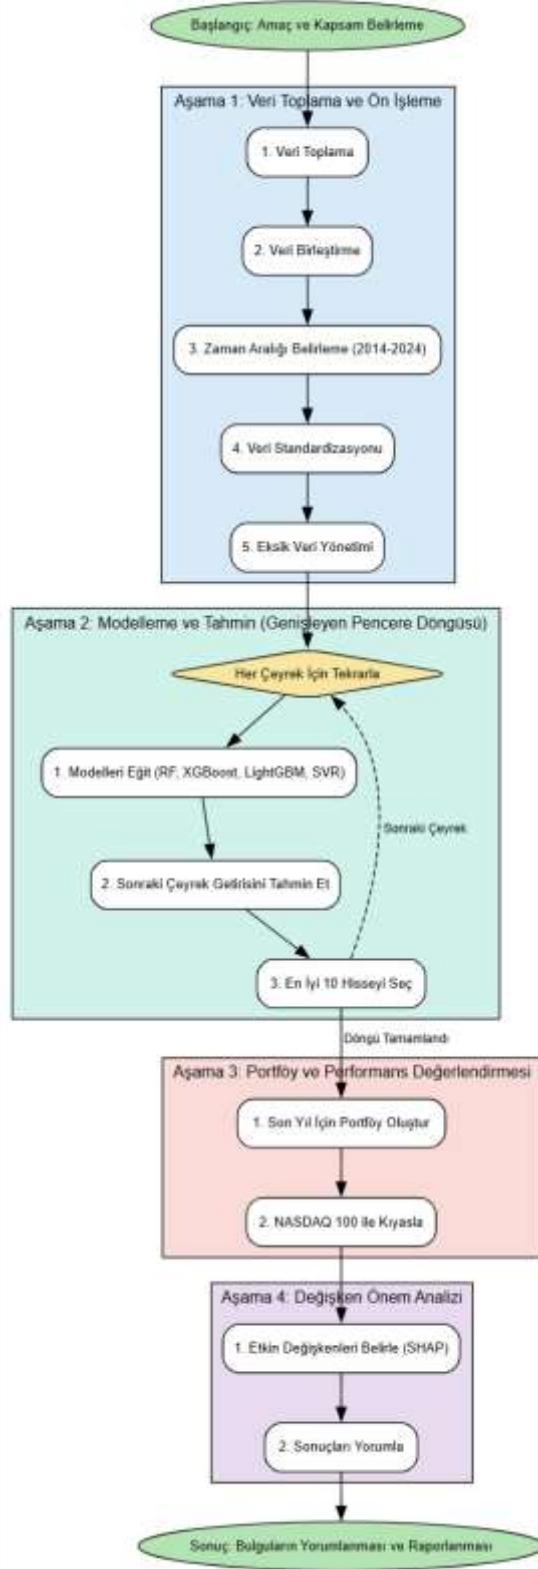 Başlangıç: Amaç ve Kapsam Belirleme
Aşama 1: Veri Toplama ve Ön İşleme
1. Veri Toplama
2. Veri Birleştirme
3. Zaman Aralığı Belirleme (2014-2024)
4. Veri Standardizasyonu
5. Eksik Veri Yönetimi
Aşama 2: Modelleme ve Tahmin (Genişleyen Pencere Döngüsü)
Her Çeyrek İçin Tekrarla
1. Modelleri Eğit (RF, XGBoost, LightGBM, SVR)
Sonraki Çeyrek
2. Sonraki Çeyrek Getirisini Tahmin Et
3. En İyi 10 Hisseyi Seç
Döngü Tamamlandı
Aşama 3: Portföy ve Performans Değerlendirmesi
1. Son Yıl İçin Portföy Oluştur
2. NASDAQ 100 ile Kıyasla
Aşama 4: Değişken Önem Analizi
1. Etkin Değişkenleri Belirle (SHAP)
2. Sonuçları Yorumla
Sonuç: Bulguların Yorumlanması ve Raporlanması